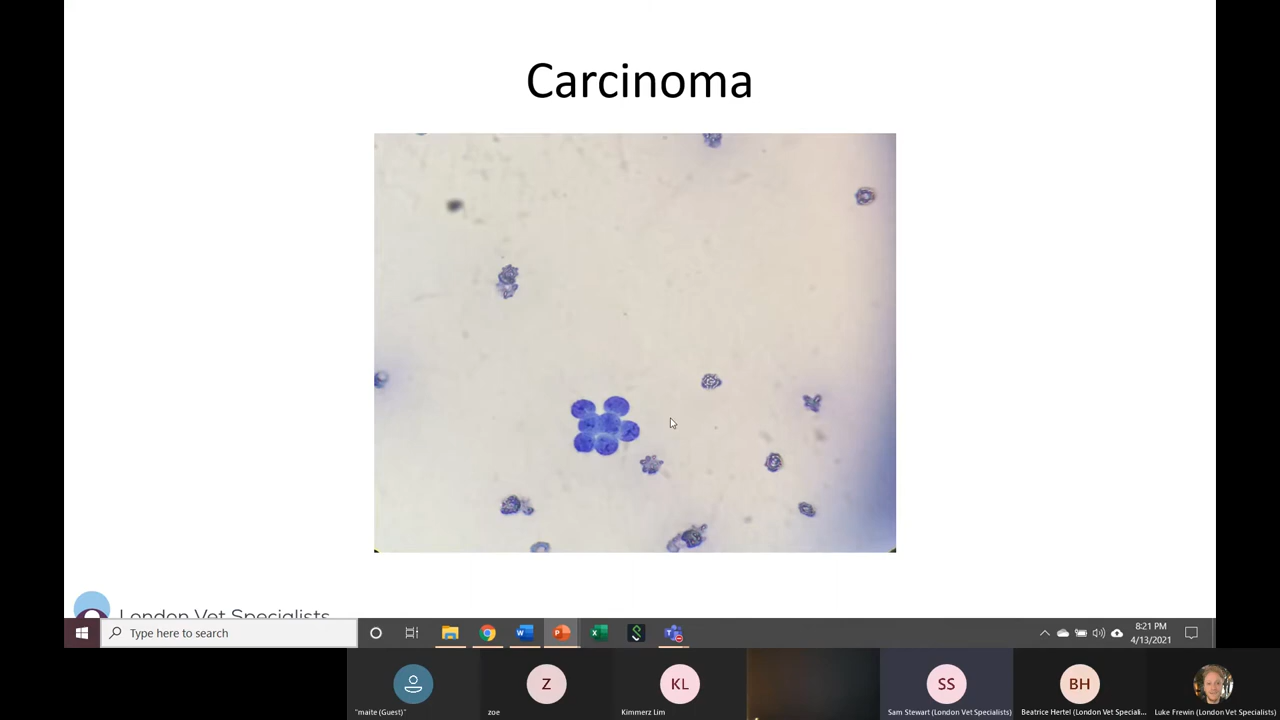 Carcinoma
London Vet Specialists
Type here to search
8:21 PM
4/13/2021
Z
KL
SS
BH
"maite (Guest)"
zoe
Kimmerz Lim
Sam Stewart (London Vet Specialists)
Beatrice Hertel (London Vet Speciali...
Luke Frewin (London Vet Specialists)